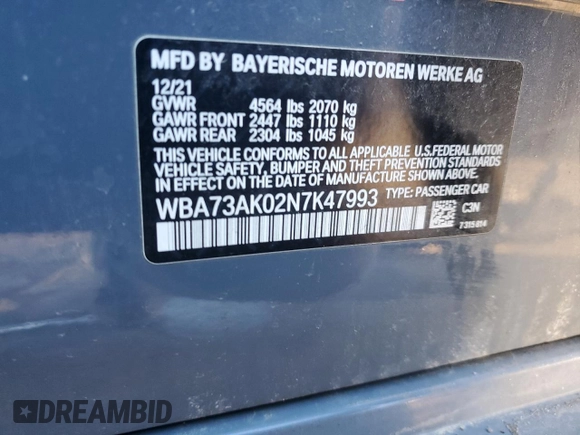 MFD BY BAYERISCHE MOTOREN WERKE AG
12/21
GVWR 4564 lbs 2070 kg
GAWR FRONT 2447 lbs 1110 kg
GAWR REAR 2304 lbs 1045 kg
THIS VEHICLE CONFORMS TO ALL APPLICABLE U.S.FEDERAL MOTOR
VEHICLE SAFETY, BUMPER, AND THEFT PREVENTION STANDARDS
IN EFFECT ON THE DATE OF MANUFACTURE SHOWN ABOVE.
WBA73AK02N7K47993 TYPE: PASSENGER CAR
C3N
7315814
DREAMBID